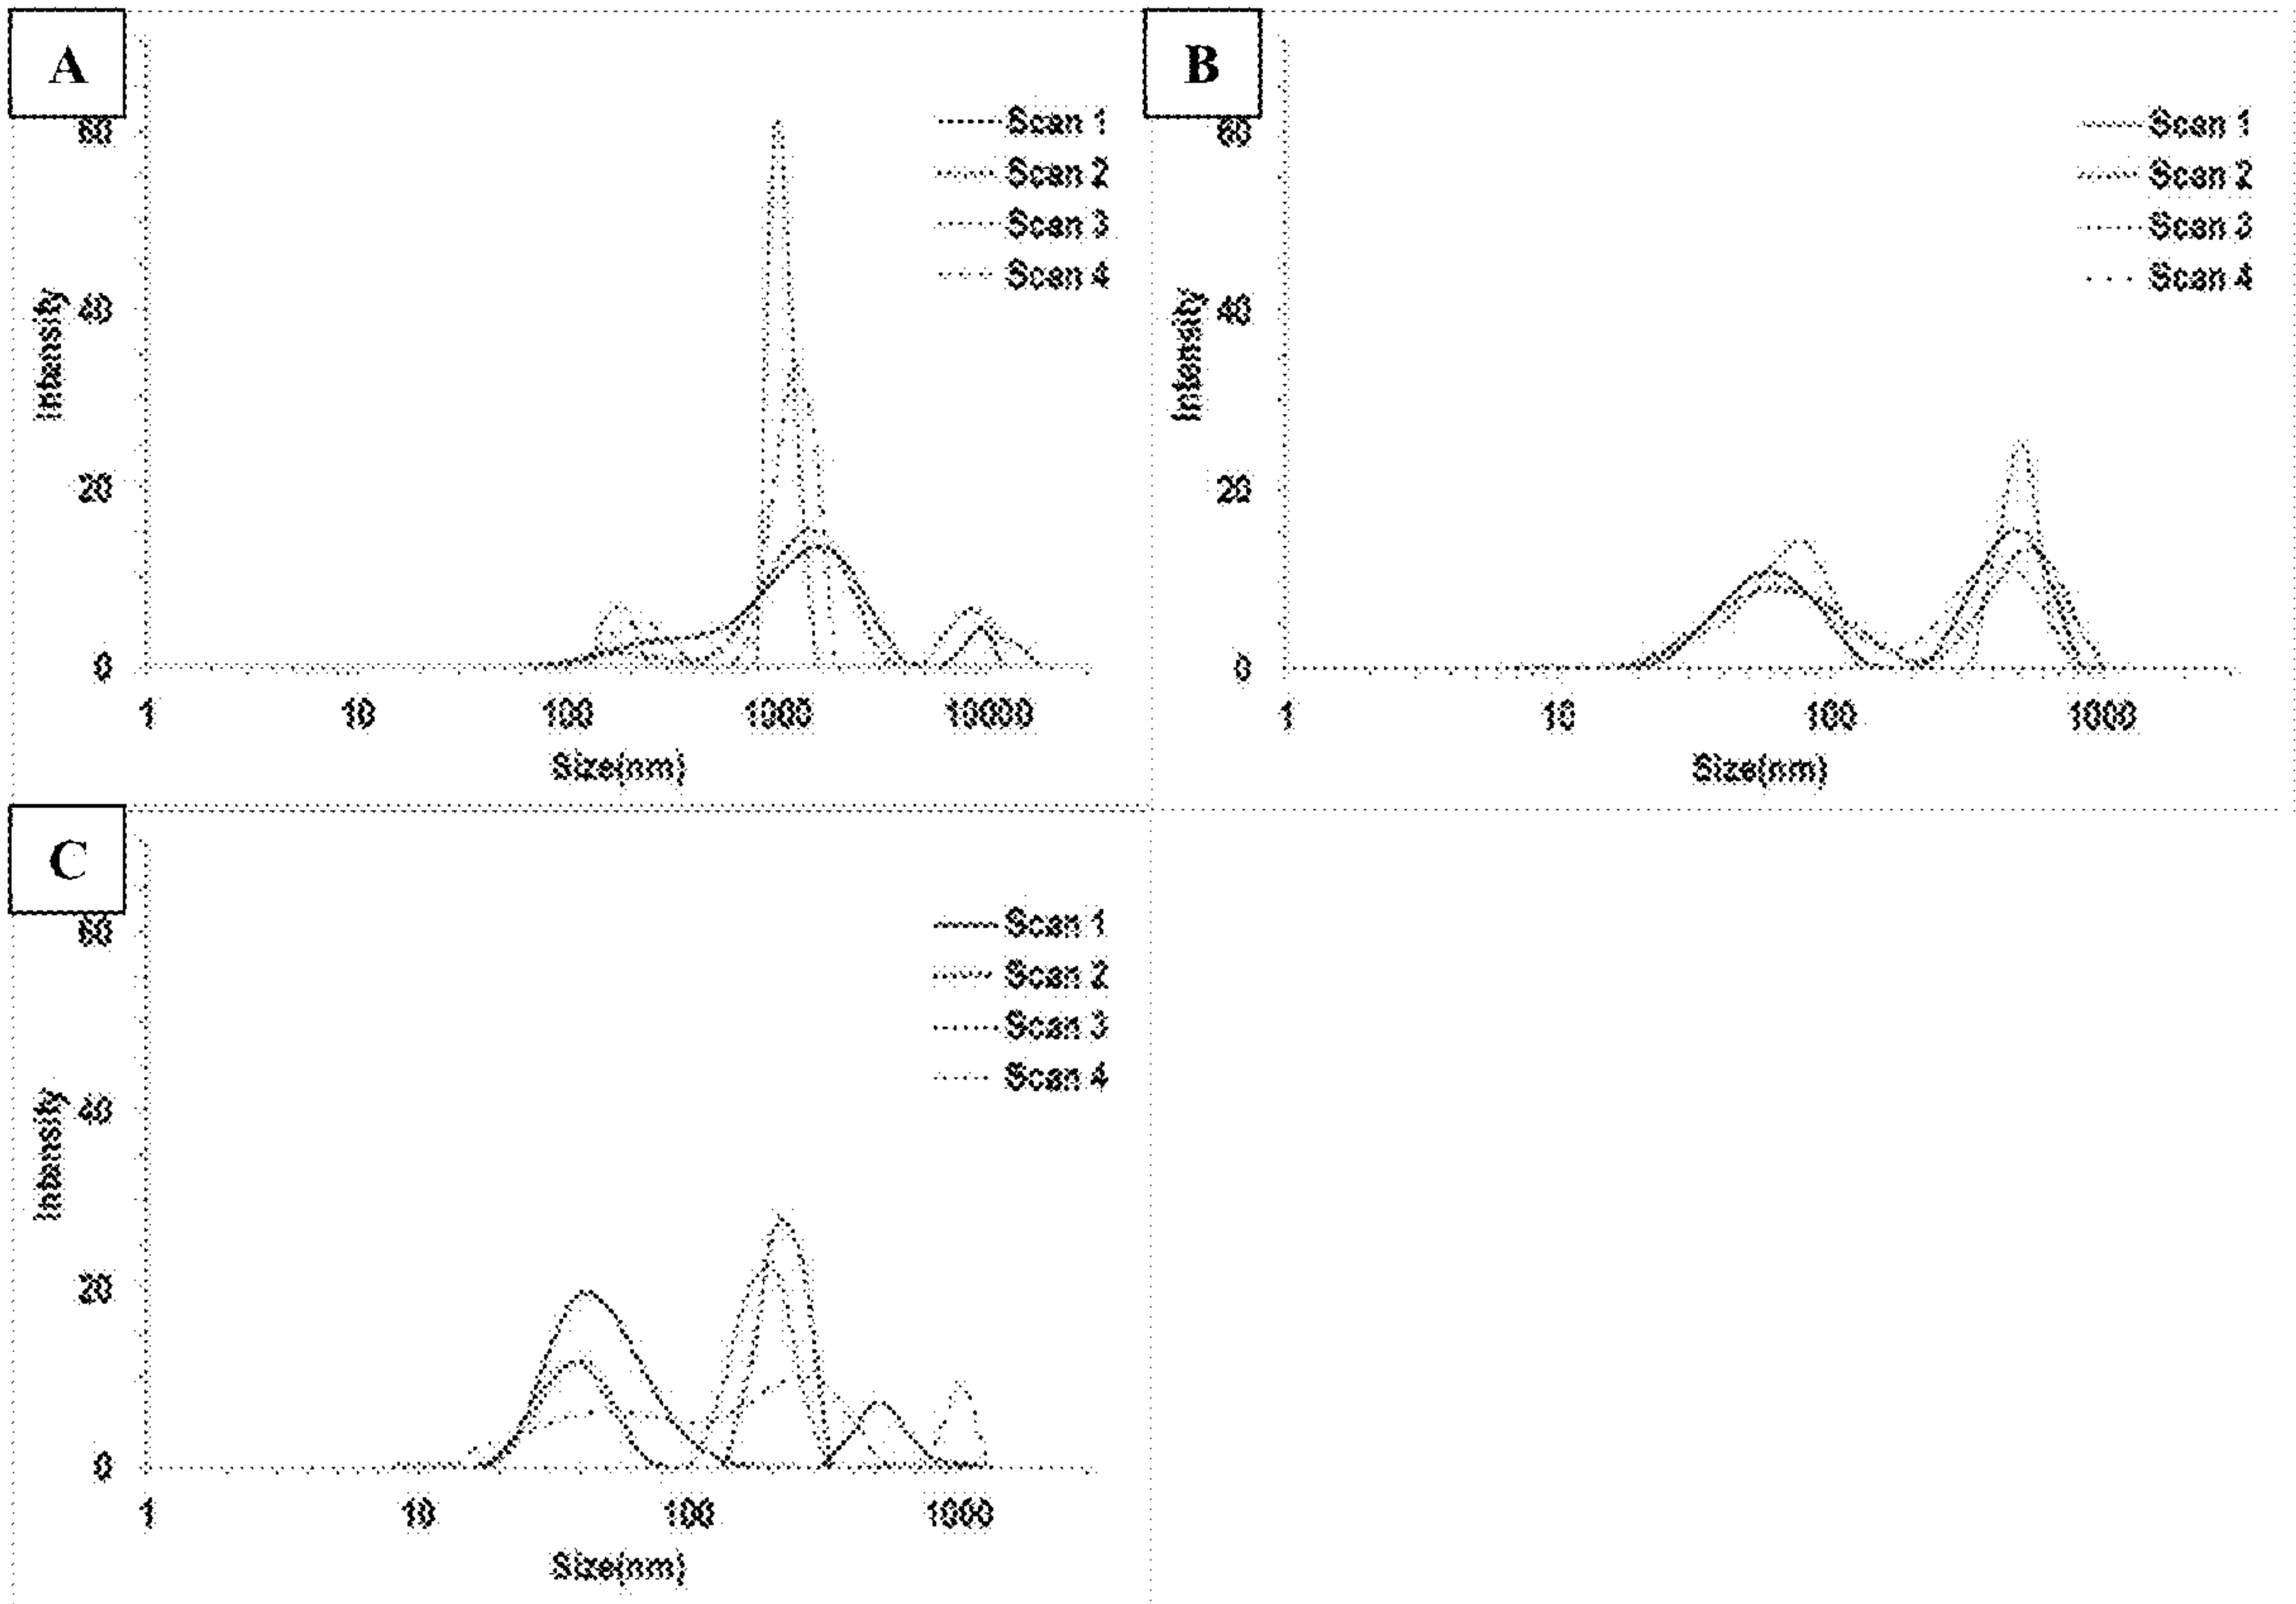 A
60
40
20
0
Intensity
1 10 100 1000 10000
Size(nm)
Scan 1
Scan 2
Scan 3
Scan 4
B
60
40
20
0
Intensity
1 10 100 1000
Size(nm)
Scan 1
Scan 2
Scan 3
Scan 4
C
60
40
20
0
Intensity
1 10 100 1000
Size(nm)
Scan 1
Scan 2
Scan 3
Scan 4